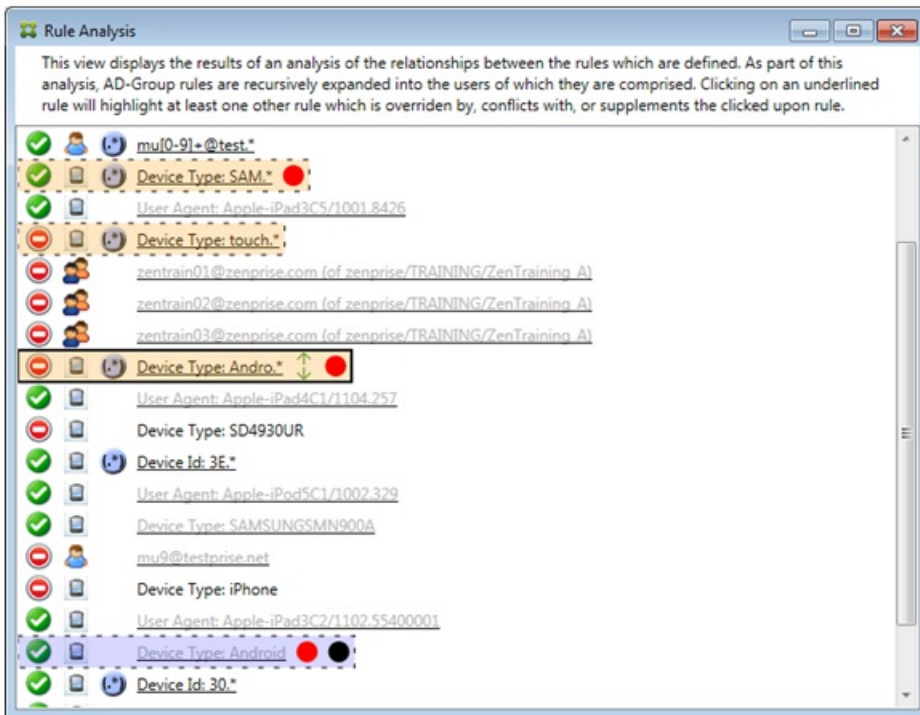 Rule Analysis
This view displays the results of an analysis of the relationships between the rules which are defined. As part of this
analysis, AD-Group rules are recursively expanded into the users of which they are comprised. Clicking on an underlined
rule will highlight at least one other rule which is overriden by, conflicts with, or supplements the clicked upon rule.
(.*) mu[0-9]+@test.*
(.*) Device Type: SAM.*
User Agent: Apple-iPad3C5/1001.8426
(.*) Device Type: touch.*
zentrain01@zenprise.com (of zenprise/TRAINING/ZenTraining A)
zentrain02@zenprise.com (of zenprise/TRAINING/ZenTraining A)
zentrain03@zenprise.com (of zenprise/TRAINING/ZenTraining A)
(.*) Device Type: Andro.*
User Agent: Apple-iPad4C1/1104.257
Device Type: SD4930UR
(.*) Device Id: 3E.*
User Agent: Apple-iPod5C1/1002.329
Device Type: SAMSUNGSMN900A
mu9@testprise.net
Device Type: iPhone
User Agent: Apple-iPad3C2/1102.55400001
Device Type: Android
(.*) Device Id: 30.*